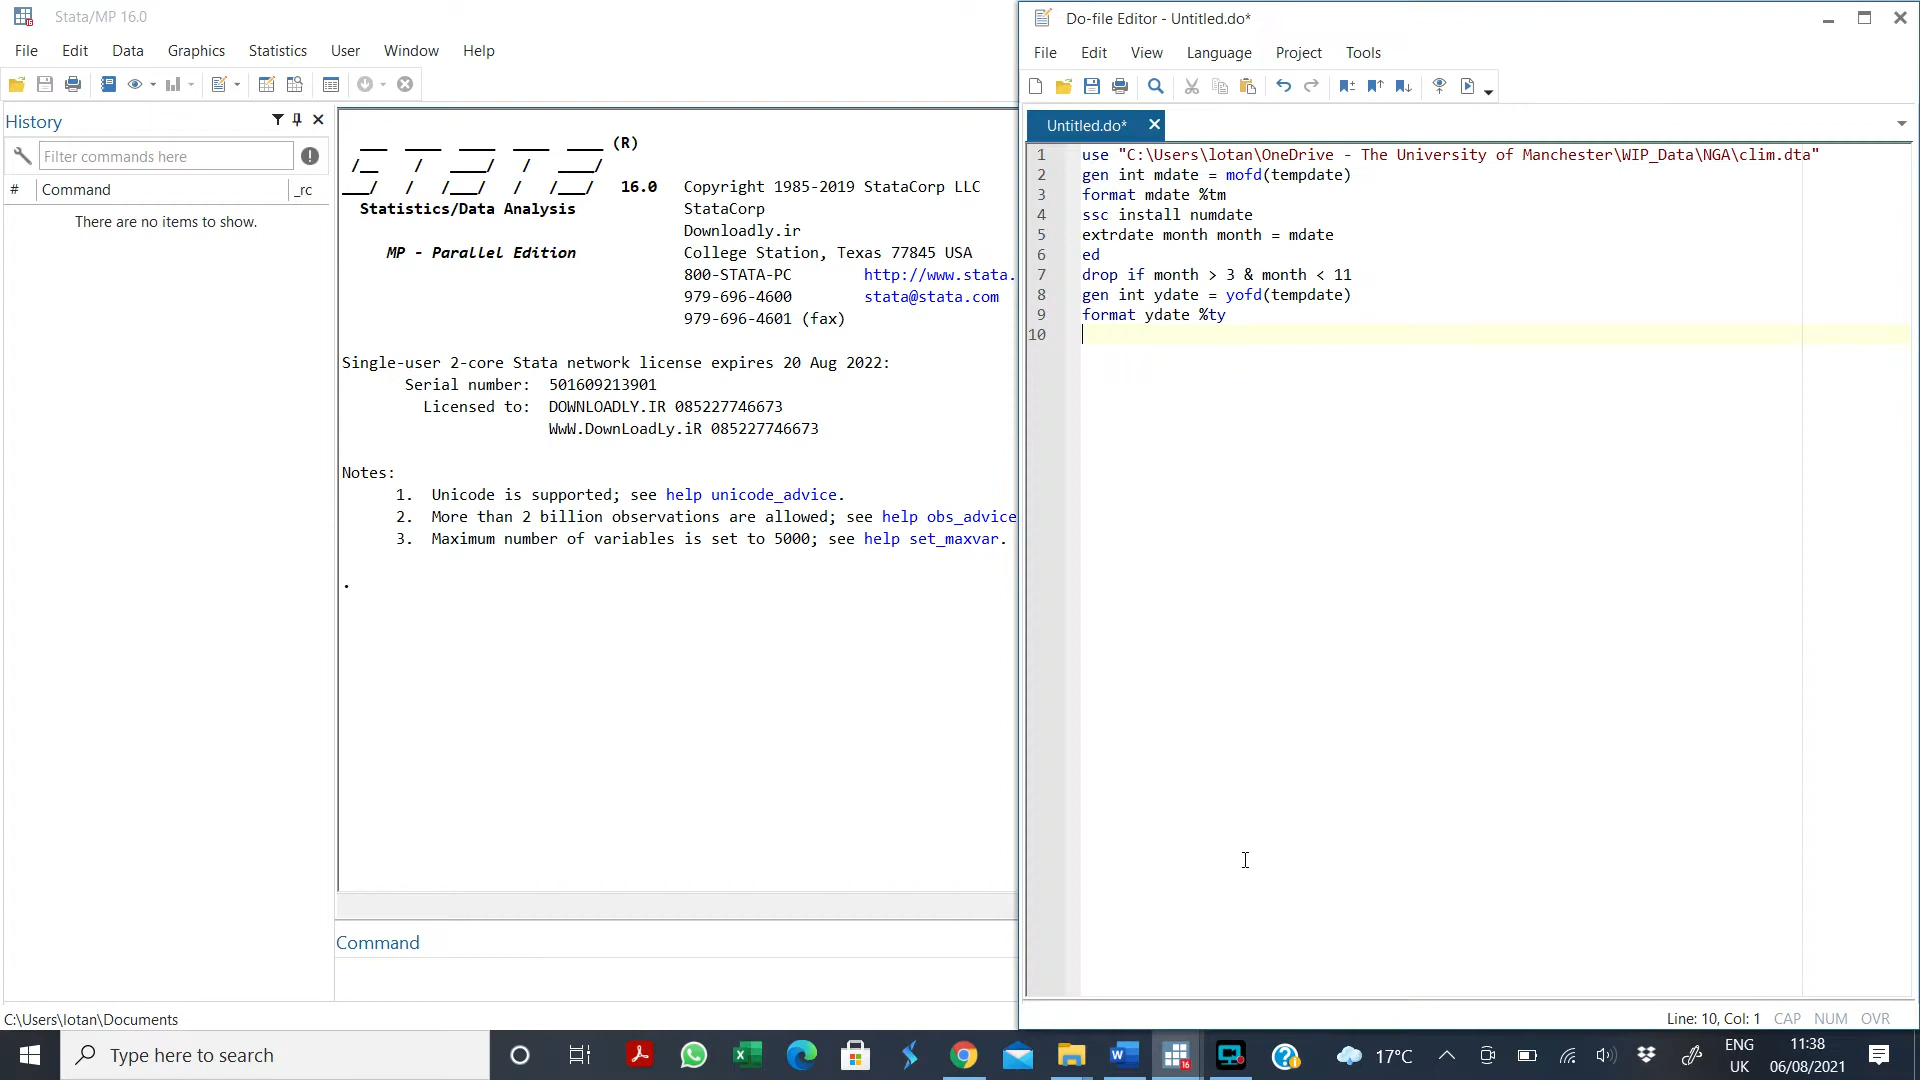 Stata/MP 16.0
File Edit Data Graphics Statistics User Window Help
History
Filter commands here
# Command _rc
There are no items to show.
(R)
16.0 Copyright 1985-2019 StataCorp LLC
Statistics/Data Analysis StataCorp
Downloadly.ir
MP - Parallel Edition College Station, Texas 77845 USA
800-STATA-PC http://www.stata.
979-696-4600 stata@stata.com
979-696-4601 (fax)
Single-user 2-core Stata network license expires 20 Aug 2022:
Serial number: 501609213901
Licensed to: DOWNLOADLY.IR 085227746673
WwW.DownLoadLy.iR 085227746673
Notes:
1. Unicode is supported; see help unicode_advice.
2. More than 2 billion observations are allowed; see help obs_advice
3. Maximum number of variables is set to 5000; see help set_maxvar.
.
Command
C:\Users\lotan\Documents
Do-file Editor - Untitled.do*
File Edit View Language Project Tools
Untitled.do*
1 use "C:\Users\lotan\OneDrive - The University of Manchester\WIP_Data\NGA\clim.dta"
2 gen int mdate = mofd(tempdate)
3 format mdate %tm
4 ssc install numdate
5 extrdate month month = mdate
6 ed
7 drop if month > 3 & month < 11
8 gen int ydate = yofd(tempdate)
9 format ydate %ty
10
Line: 10, Col: 1 CAP NUM OVR
Type here to search
17°C
ENG
UK
11:38
06/08/2021